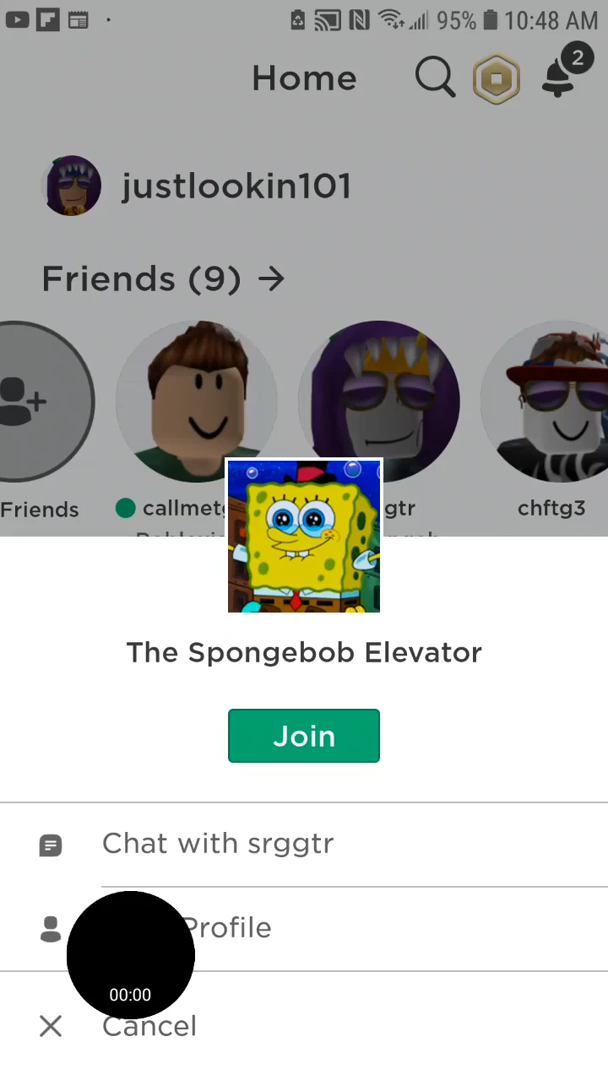 95% 10:48 AM
Home
2
justlookin101
Friends (9) →
Friends
callmet
gtr
chftg3
The Spongebob Elevator
Join
Chat with srggtr
Profile
00:00
Cancel